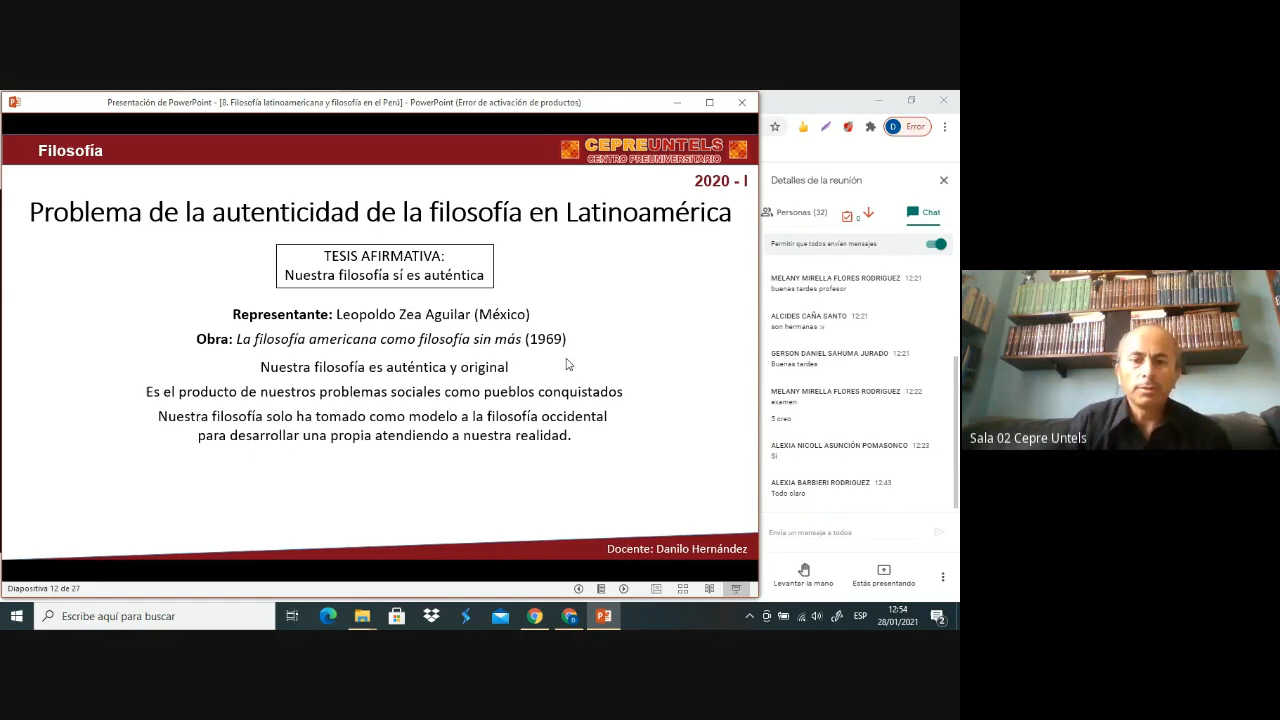 Presentación de PowerPoint - [8. Filosofía latinoamericana y filosofía en el Perú] - PowerPoint (Error de activación de productos)
Filosofía
CEPREUNTELS
CENTRO PREUNIVERSITARIO
2020 - I
Problema de la autenticidad de la filosofía en Latinoamérica
TESIS AFIRMATIVA:
Nuestra filosofía sí es auténtica
Representante: Leopoldo Zea Aguilar (México)
Obra: La filosofía americana como filosofía sin más (1969)
Nuestra filosofía es auténtica y original
Es el producto de nuestros problemas sociales como pueblos conquistados
Nuestra filosofía solo ha tomado como modelo a la filosofía occidental
para desarrollar una propia atendiendo a nuestra realidad.
Docente: Danilo Hernández
Diapositiva 12 de 27
D Error
Detalles de la reunión
Personas (32)
0
Chat
Permitir que todos envíen mensajes
MELANY MIRELLA FLORES RODRIGUEZ 12:21
buenas tardes profesor
ALCIDES CAÑA SANTO 12:21
son hermanas :v
GERSON DANIEL SAHUMA JURADO 12:21
Buenas tardes
MELANY MIRELLA FLORES RODRIGUEZ 12:22
examen
5 creo
ALEXIA NICOLL ASUNCIÓN POMASONCO 12:23
Sí
ALEXIA BARBIERI RODRIGUEZ 12:43
Todo claro
Envía un mensaje a todos
Levantar la mano
Estás presentando
Sala 02 Cepre Untels
Escribe aquí para buscar
ESP
12:54
28/01/2021
2